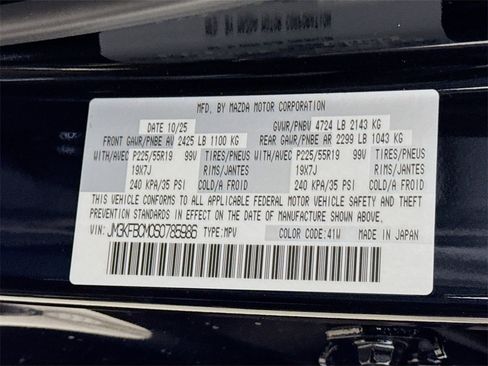 MFD. BY MAZDA MOTOR CORPORATION
DATE 10/25 GVWR/PNBV 4724 LB 2143 KG
FRONT GAWR/PNBE AV 2425 LB 1100 KG REAR GAWR/PNBE AR 2299 LB 1043 KG
WITH/AVEC P225/55R19 99V TIRES/PNEUS WITH/AVEC P225/55R19 99V TIRES/PNEUS
19X7J RIMS/JANTES 19X7J RIMS/JANTES
240 KPA/35 PSI COLD/A FROID 240 KPA/35 PSI COLD/A FROID
THIS VEHICLE CONFORMS TO ALL APPLICABLE FEDERAL MOTOR VEHICLE SAFETY AND THEFT
PREVENTION STANDARDS IN EFFECT ON THE DATE OF MANUFACTURE SHOWN ABOVE.
VIN: JM3KFBCM0S0785986 TYPE:MPV COLOR CODE:41W MADE IN JAPAN